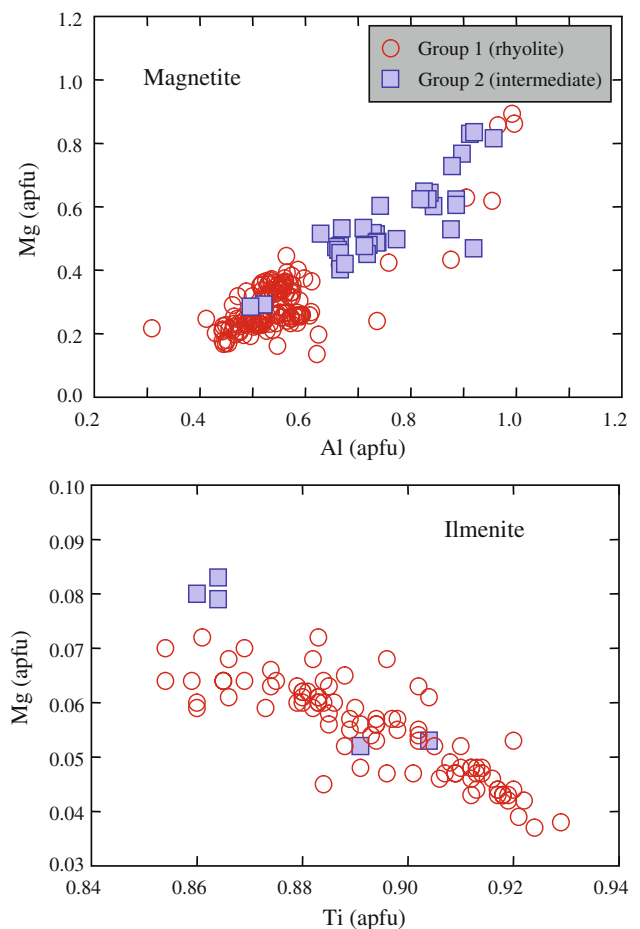 1.2
1.0
0.8
0.6
0.4
0.2
0.0
Mg (apfu)
Magnetite
Group 1 (rhyolite)
Group 2 (intermediate)
0.2 0.4 0.6 0.8 1.0 1.2
Al (apfu)
0.10
0.09
0.08
0.07
0.06
0.05
0.04
0.03
Mg (apfu)
Ilmenite
0.84 0.86 0.88 0.90 0.92 0.94
Ti (apfu)